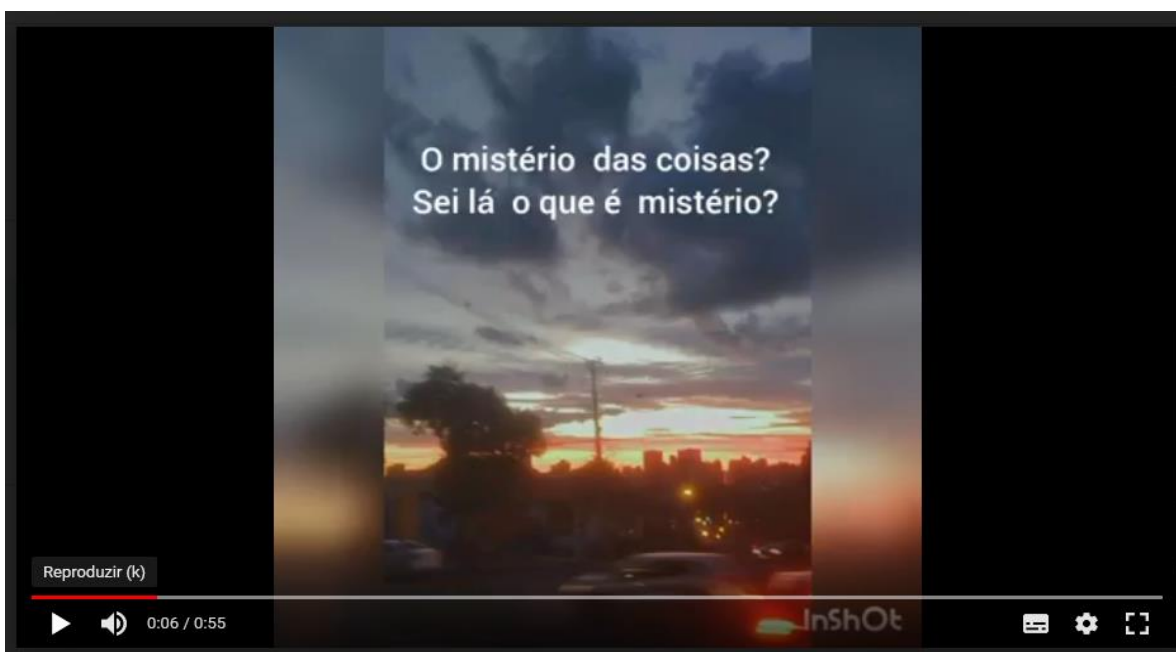 O mistério das coisas?
Sei lá o que é mistério?
Reproduzir (k)
0:06 / 0:55
InShOt